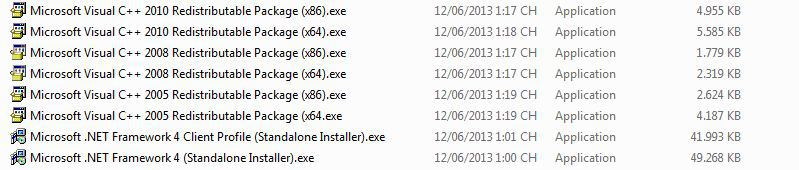 Microsoft Visual C++ 2010 Redistributable Package (x86).exe 12/06/2013 1:17 CH Application 4.955 KB
Microsoft Visual C++ 2010 Redistributable Package (x64).exe 12/06/2013 1:18 CH Application 5.585 KB
Microsoft Visual C++ 2008 Redistributable Package (x86).exe 12/06/2013 1:17 CH Application 1.779 KB
Microsoft Visual C++ 2008 Redistributable Package (x64).exe 12/06/2013 1:17 CH Application 2.319 KB
Microsoft Visual C++ 2005 Redistributable Package (x86).exe 12/06/2013 1:19 CH Application 2.624 KB
Microsoft Visual C++ 2005 Redistributable Package (x64.exe 12/06/2013 1:19 CH Application 4.187 KB
Microsoft .NET Framework 4 Client Profile (Standalone Installer).exe 12/06/2013 1:01 CH Application 41.993 KB
Microsoft .NET Framework 4 (Standalone Installer).exe 12/06/2013 1:00 CH Application 49.268 KB